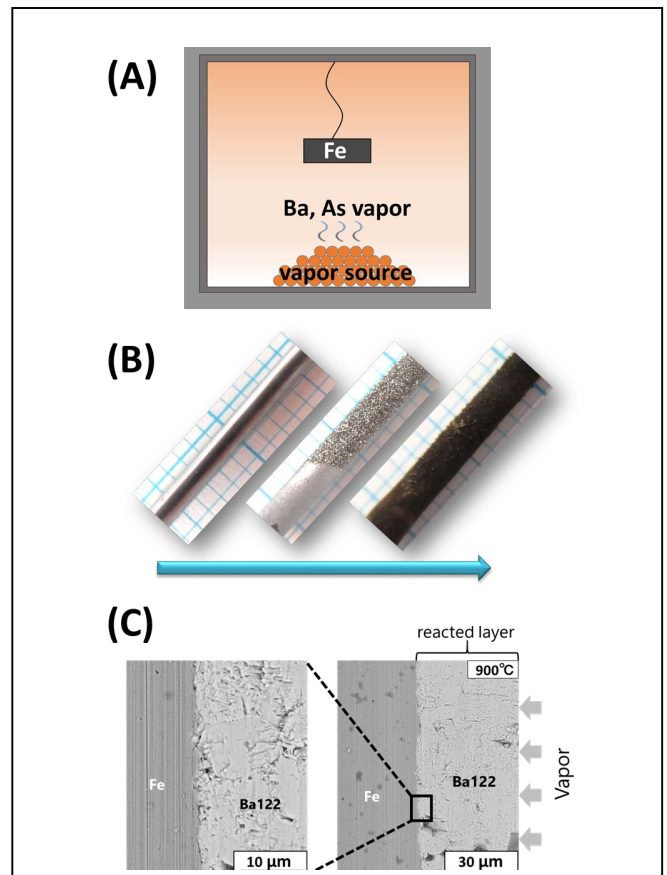 (A)
Fe
Ba, As vapor
vapor source
(B)
(C)
reacted layer
900℃
Fe
Ba122
10 μm
Fe
Ba122
30 μm
Vapor